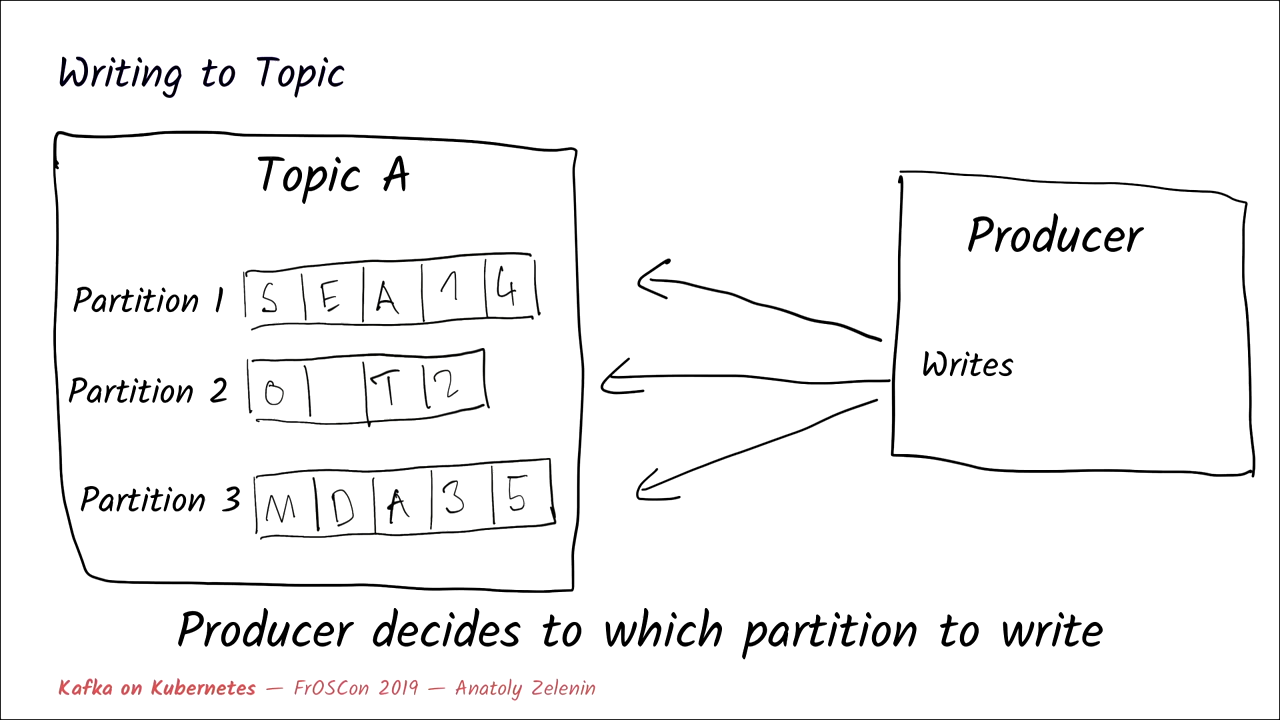 Writing to Topic
Topic A
Partition 1 S E A 1 4
Partition 2 O T 2
Partition 3 M D A 3 5
Producer
Writes
Producer decides to which partition to write
Kafka on Kubernetes — FrOSCon 2019 — Anatoly Zelenin